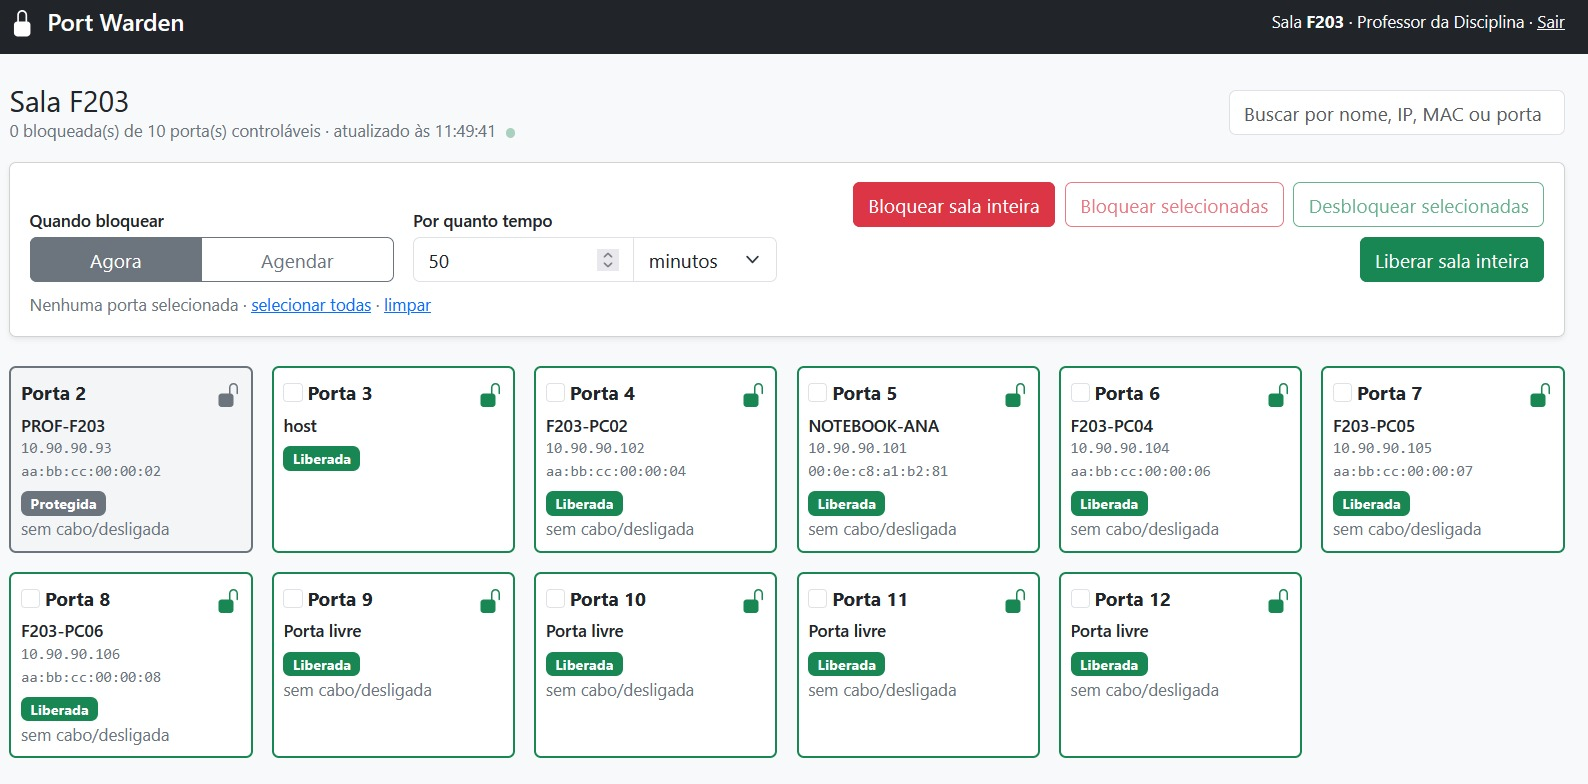 Port Warden
Sala F203 · Professor da Disciplina · Sair
Sala F203
0 bloqueada(s) de 10 porta(s) controláveis · atualizado às 11:49:41
Buscar por nome, IP, MAC ou porta
Quando bloquear
Agora
Agendar
Por quanto tempo
50
minutos
Bloquear sala inteira
Bloquear selecionadas
Desbloquear selecionadas
Liberar sala inteira
Nenhuma porta selecionada · selecionar todas · limpar
Porta 2
PROF-F203
10.90.90.93
aa:bb:cc:00:00:02
Protegida
sem cabo/desligada
Porta 3
host
Liberada
Porta 4
F203-PC02
10.90.90.102
aa:bb:cc:00:00:04
Liberada
sem cabo/desligada
Porta 5
NOTEBOOK-ANA
10.90.90.101
00:0e:c8:a1:b2:81
Liberada
sem cabo/desligada
Porta 6
F203-PC04
10.90.90.104
aa:bb:cc:00:00:06
Liberada
sem cabo/desligada
Porta 7
F203-PC05
10.90.90.105
aa:bb:cc:00:00:07
Liberada
sem cabo/desligada
Porta 8
F203-PC06
10.90.90.106
aa:bb:cc:00:00:08
Liberada
sem cabo/desligada
Porta 9
Porta livre
Liberada
sem cabo/desligada
Porta 10
Porta livre
Liberada
sem cabo/desligada
Porta 11
Porta livre
Liberada
sem cabo/desligada
Porta 12
Porta livre
Liberada
sem cabo/desligada